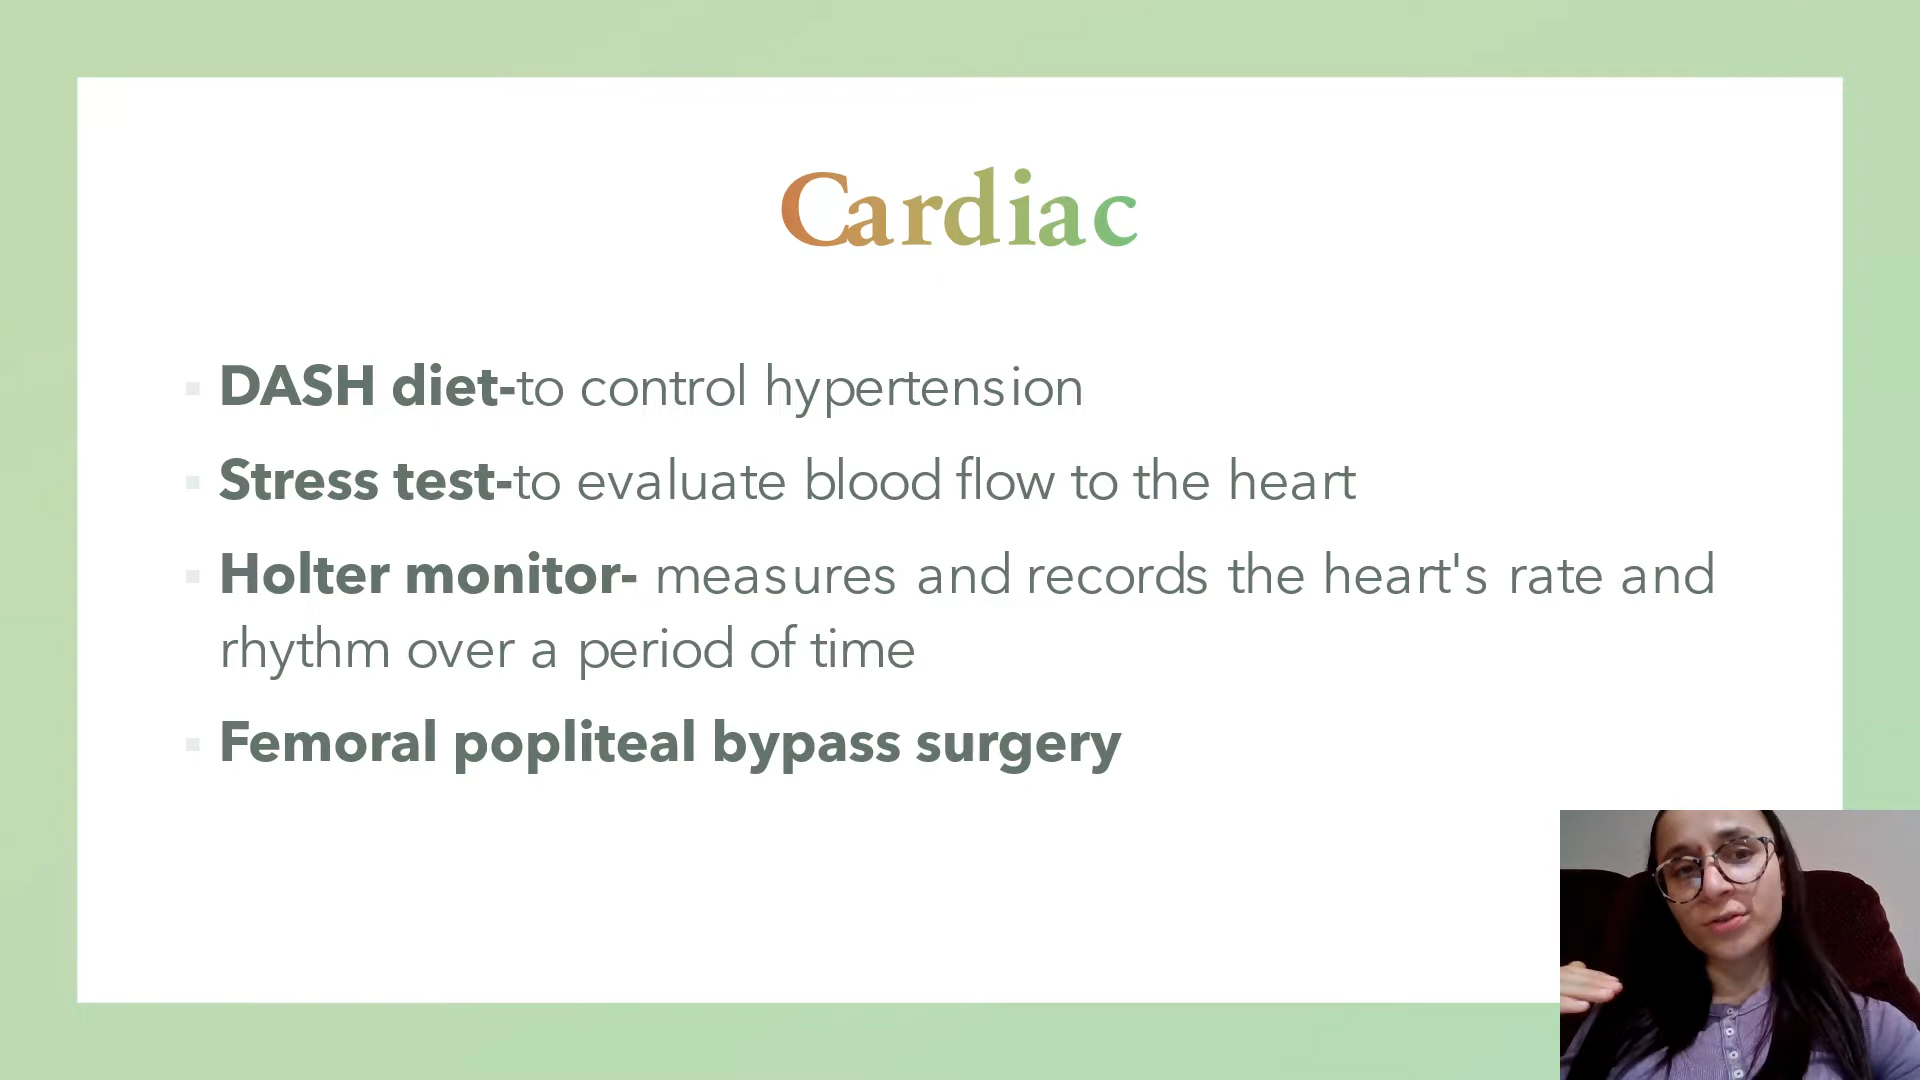 Cardiac
DASH diet-to control hypertension
Stress test-to evaluate blood flow to the heart
Holter monitor- measures and records the heart's rate and
rhythm over a period of time
Femoral popliteal bypass surgery